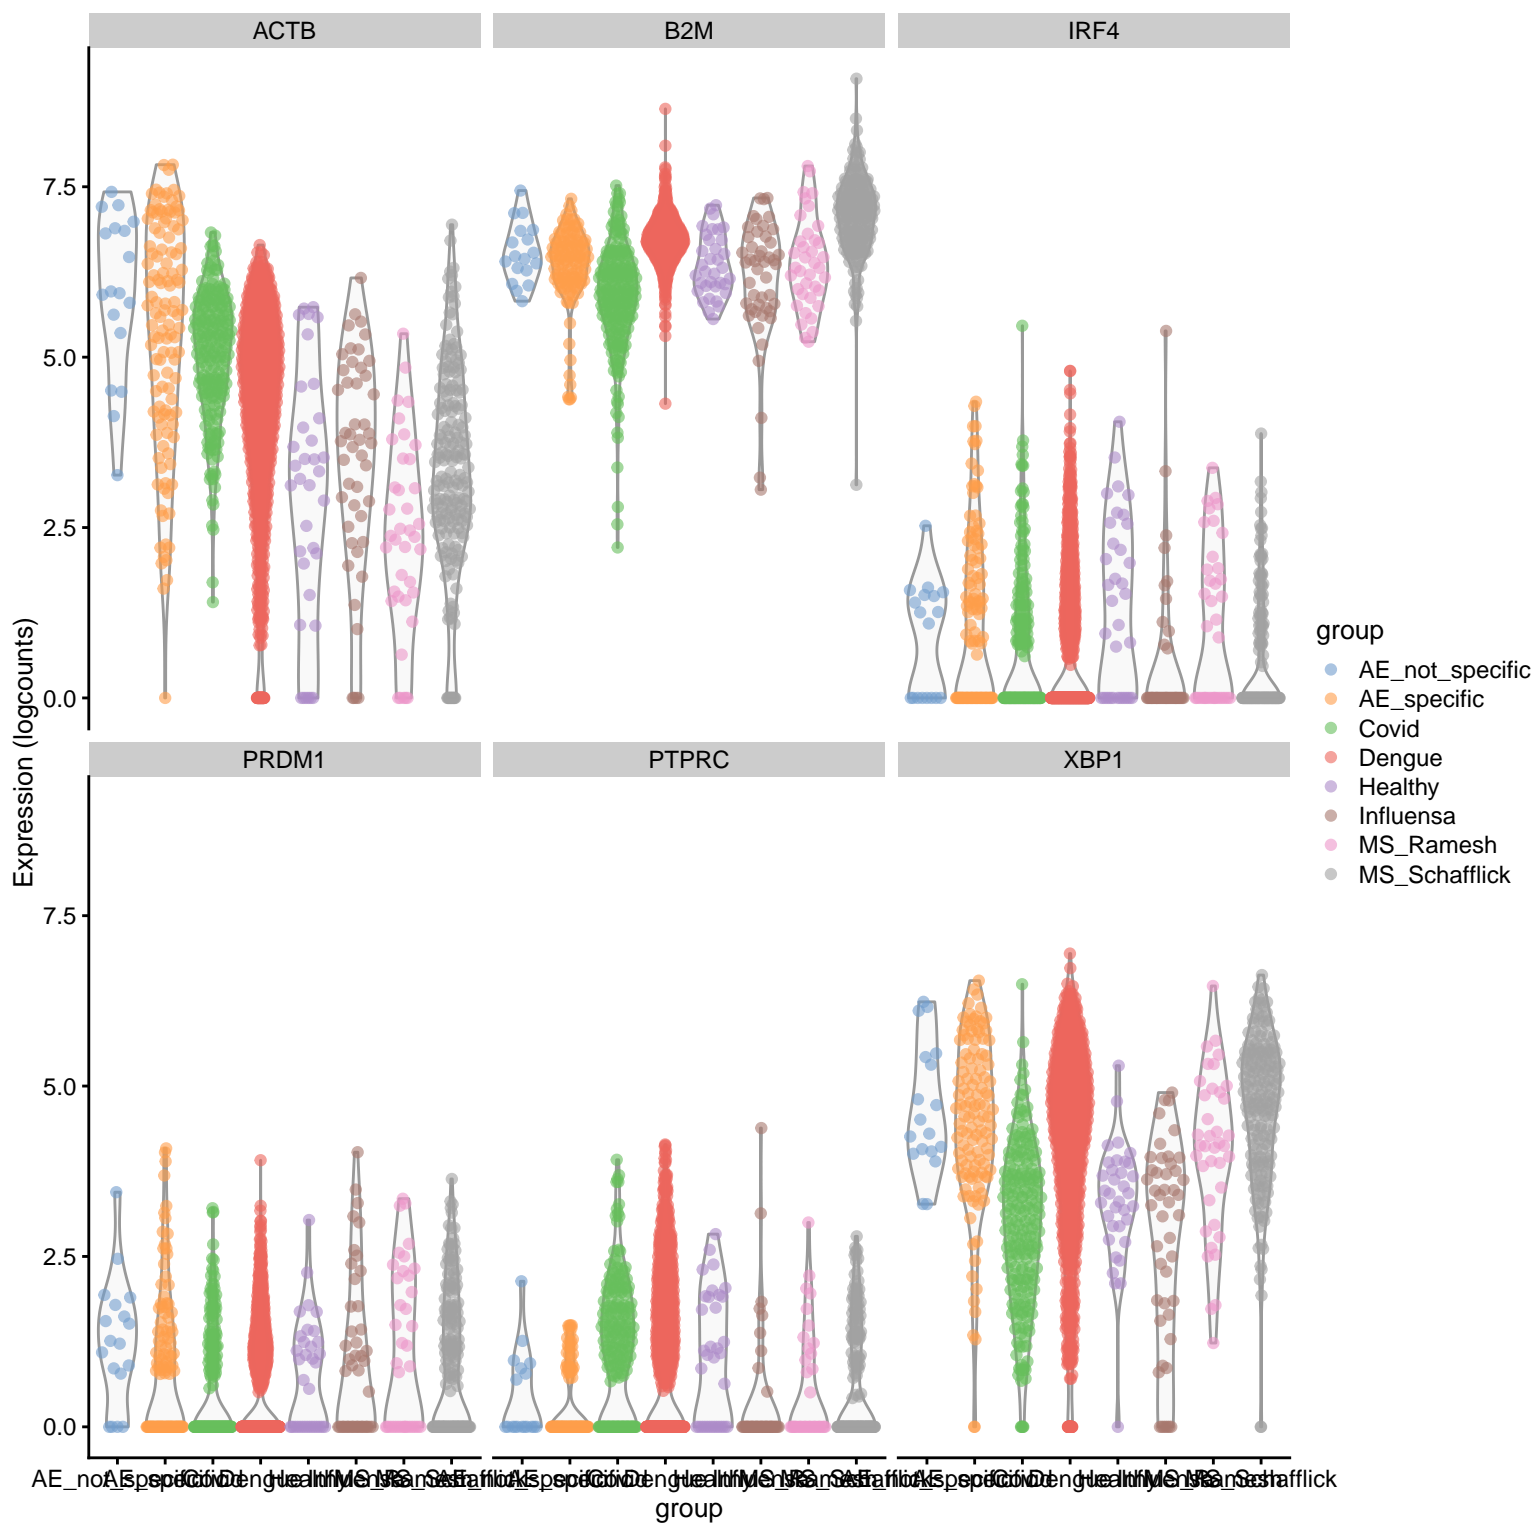 ACTB
B2M
IRF4
7.5
5.0
2.5
0.0
Expression (logcounts)
PRDM1
PTPRC
XBP1
7.5
5.0
2.5
0.0
group
group
AE_not_specific
AE_specific
Covid
Dengue
Healthy
Influensa
MS_Ramesh
MS_Schafflick